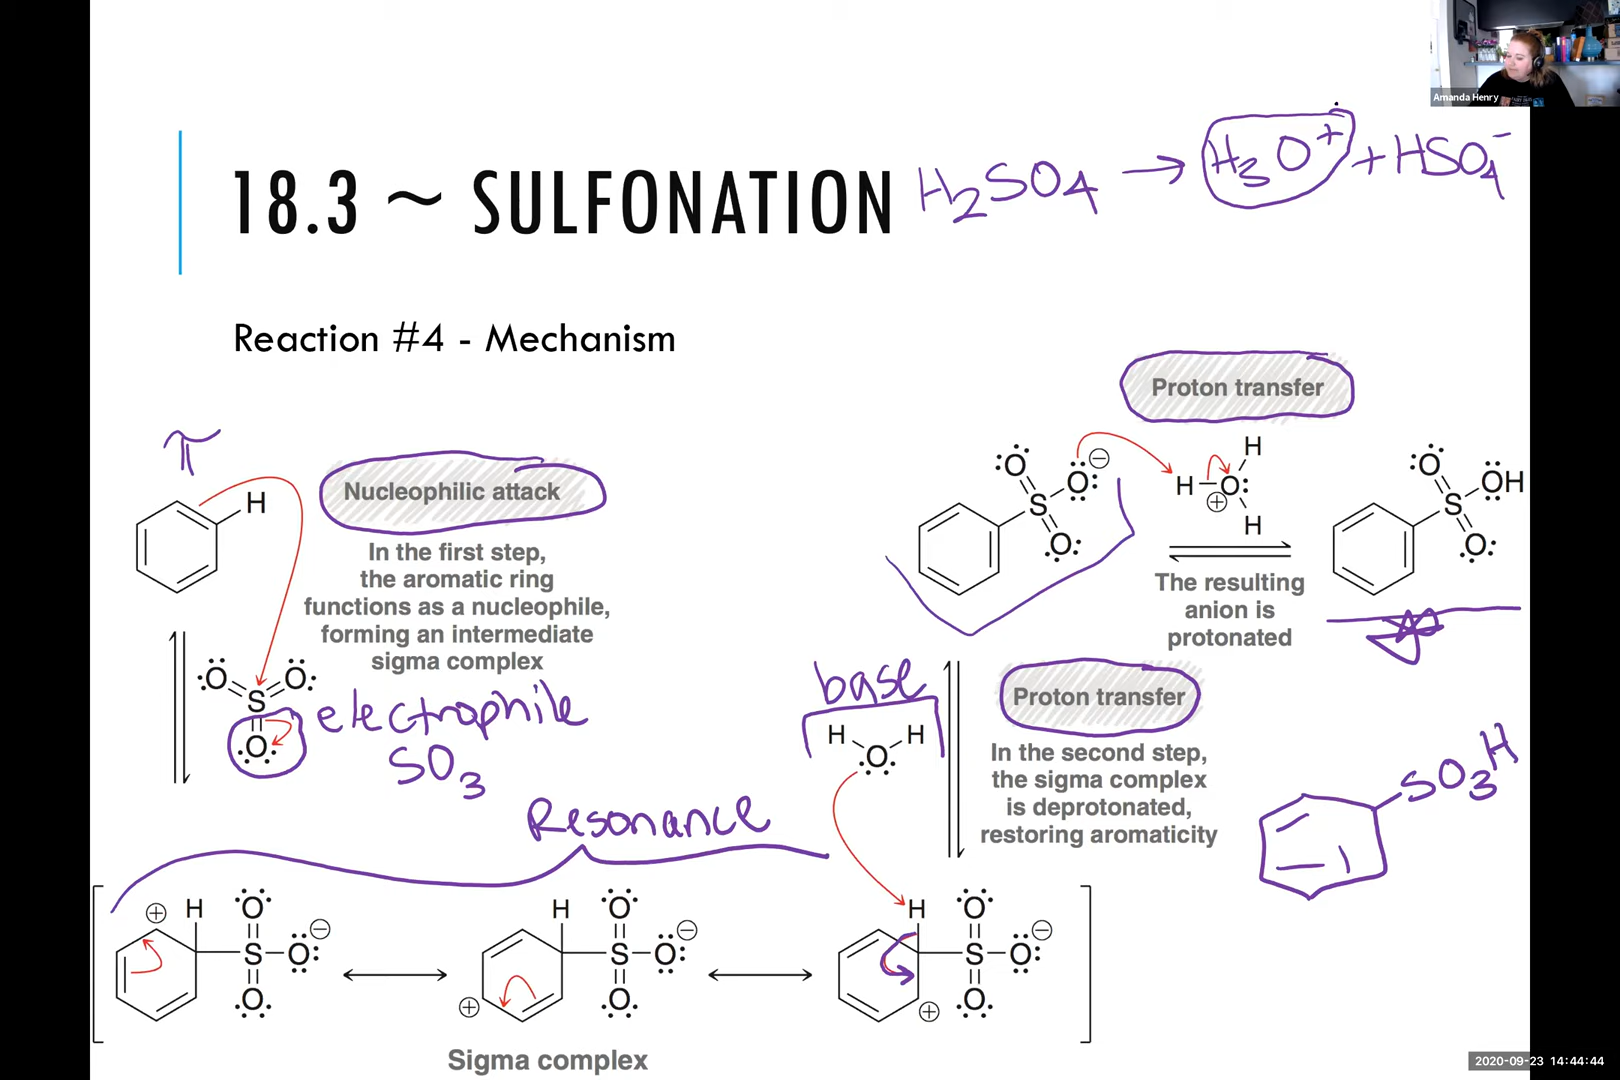 Amanda Henry
18.3 ~ SULFONATION
H₂SO₄ → H₃O⁺ + HSO₄⁻
Reaction #4 - Mechanism
π
H
Nucleophilic attack
In the first step,
the aromatic ring
functions as a nucleophile,
forming an intermediate
sigma complex
O O
S
O
electrophile
SO₃
Proton transfer
O
O ⊖
S
O
H
H O
⊕
H
The resulting
anion is
protonated
O
OH
S
O
base
H H
O
Proton transfer
In the second step,
the sigma complex
is deprotonated,
restoring aromaticity
SO₃H
Resonance
⊕ H O
S O ⊖
O
H O
S O ⊖
⊕ O
H O
S O ⊖
⊕ O
Sigma complex
2020-09-23 14:44:44